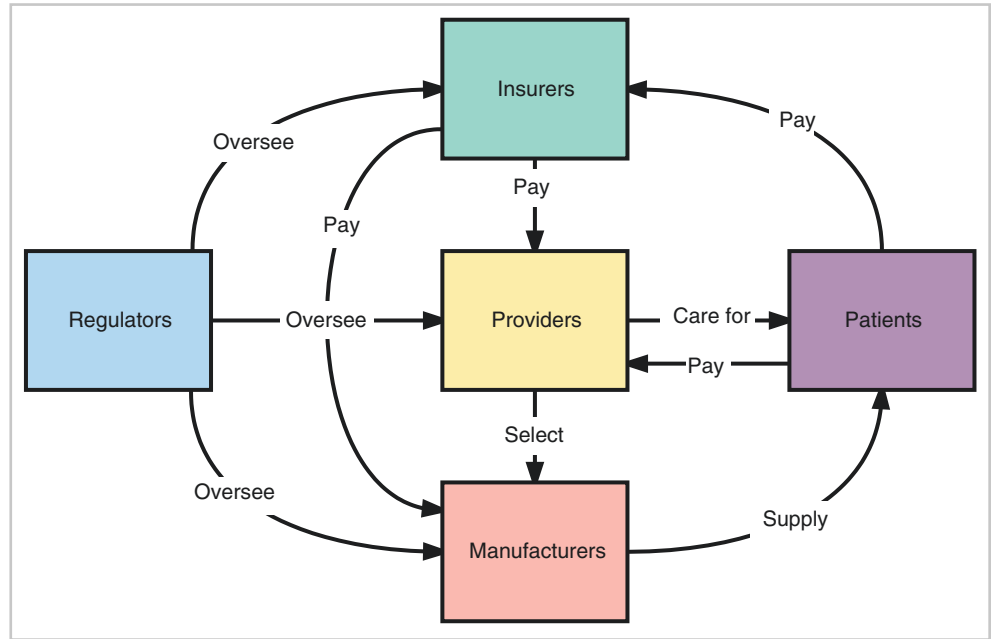 Insurers
Oversee
Pay
Pay
Pay
Regulators
Oversee
Providers
Care for
Patients
Pay
Select
Oversee
Supply
Manufacturers